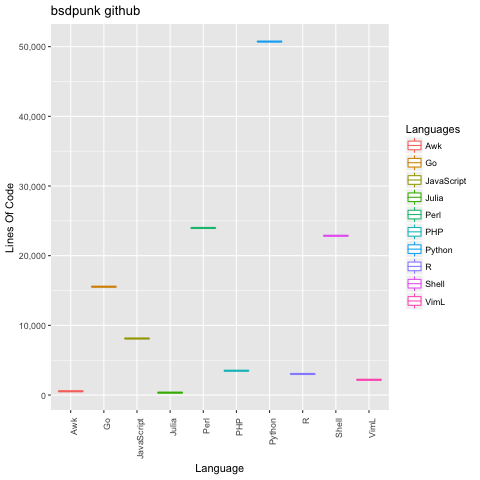 bsdpunk github
50,000
40,000
30,000
20,000
10,000
0
Lines Of Code
Awk
Go
JavaScript
Julia
Perl
PHP
Python
R
Shell
VimL
Language
Languages
Awk
Go
JavaScript
Julia
Perl
PHP
Python
R
Shell
VimL